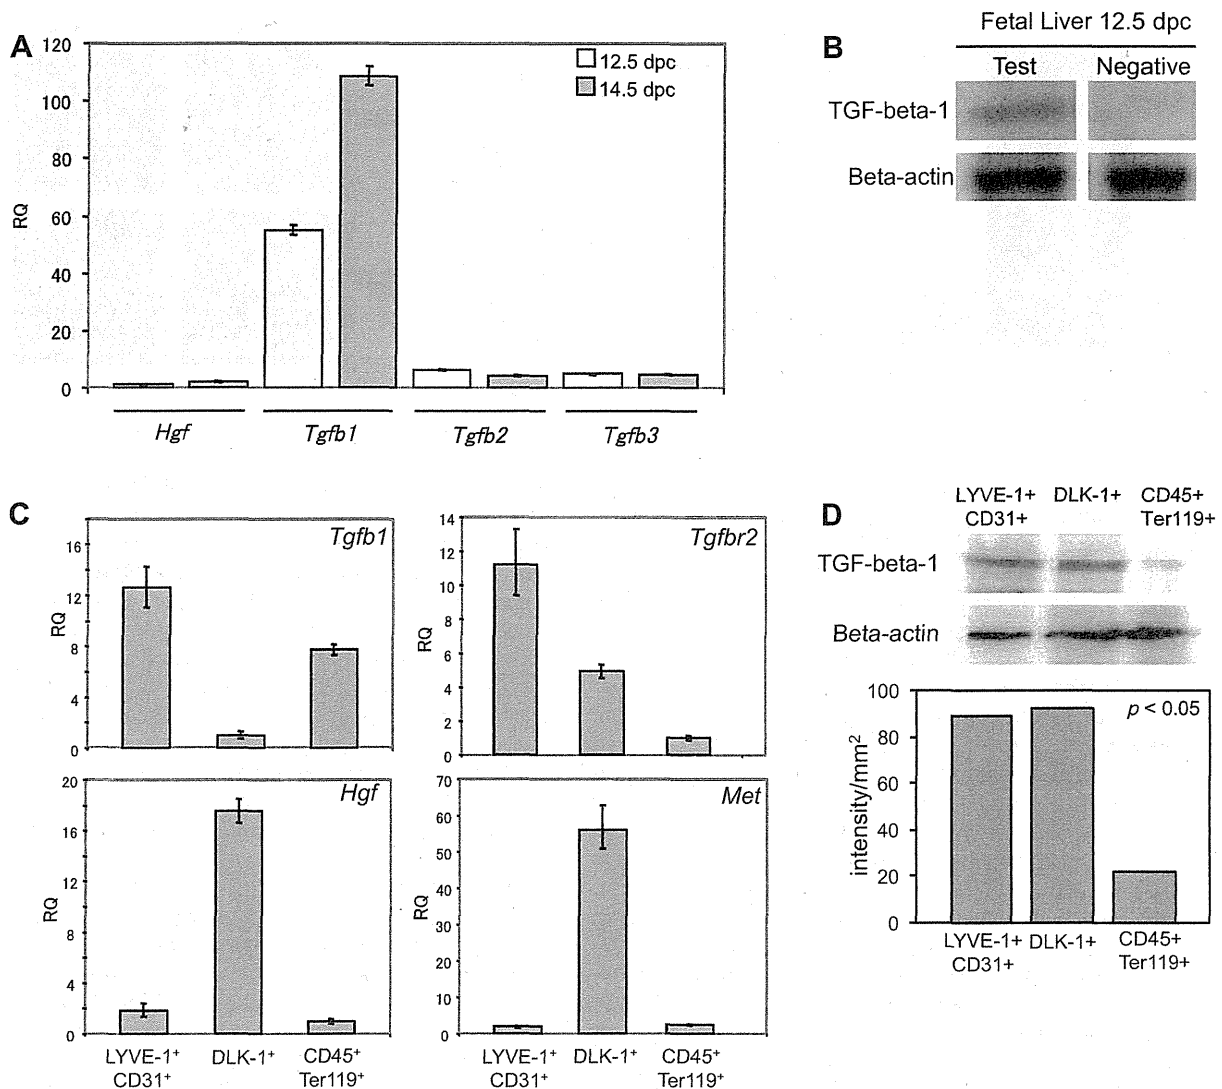 A
120
100
80
60
40
20
0
RQ
12.5 dpc
14.5 dpc
Hgf
Tgfb1
Tgfb2
Tgfb3
B
Fetal Liver 12.5 dpc
Test Negative
TGF-beta-1
Beta-actin
C
Tgfb1
16
12
8
4
0
RQ
Tgfbr2
14
12
10
8
6
4
2
0
RQ
Hgf
20
16
12
8
4
0
RQ
LYVE-1+ DLK-1+ CD45+
CD31+ Ter119+
Met
70
60
50
40
30
20
10
0
RQ
LYVE-1+ DLK-1+ CD45+
CD31+ Ter119+
D
LYVE-1+ DLK-1+ CD45+
CD31+ Ter119+
TGF-beta-1
Beta-actin
p < 0.05
100
80
60
40
20
0
intensity/mm²
LYVE-1+ DLK-1+ CD45+
CD31+ Ter119+